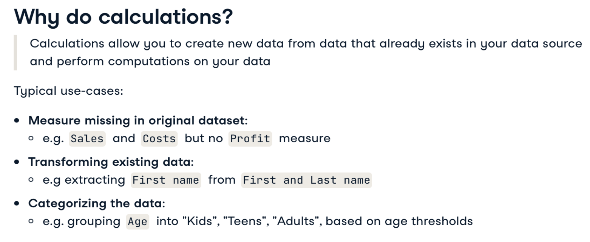 Why do calculations?
Calculations allow you to create new data from data that already exists in your data source
and perform computations on your data
Typical use-cases:
• Measure missing in original dataset:
e.g. Sales and Costs but no Profit measure
• Transforming existing data:
e.g extracting First name from First and Last name
• Categorizing the data:
e.g. grouping Age into "Kids", "Teens", "Adults", based on age thresholds